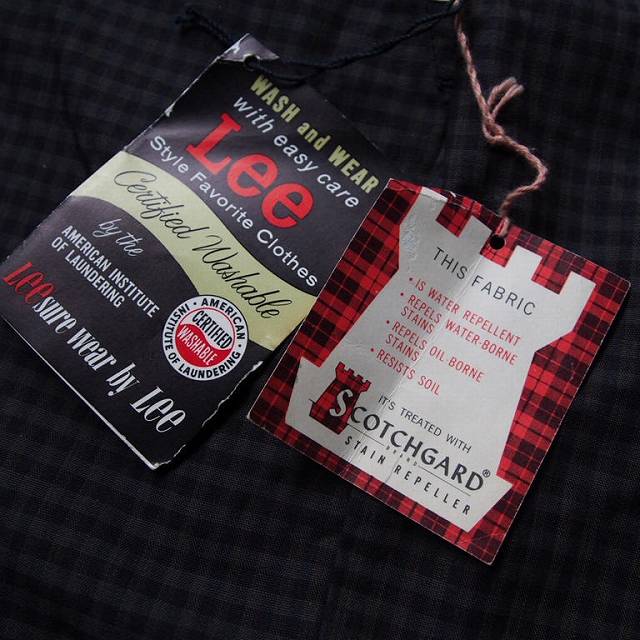 WASH and WEAR
with easy care
Lee
Style Favorite Clothes
Certified Washable
by the
AMERICAN INSTITUTE
OF LAUNDERING
AMERICAN INSTITUTE OF LAUNDERING
CERTIFIED
WASHABLE
Leesure wear by Lee
THIS FABRIC
• IS WATER REPELLENT
• REPELS WATER-BORNE
STAINS
• REPELS OIL-BORNE
STAINS
• RESISTS SOIL
IT'S TREATED WITH
SCOTCHGARD®
BRAND
STAIN REPELLER